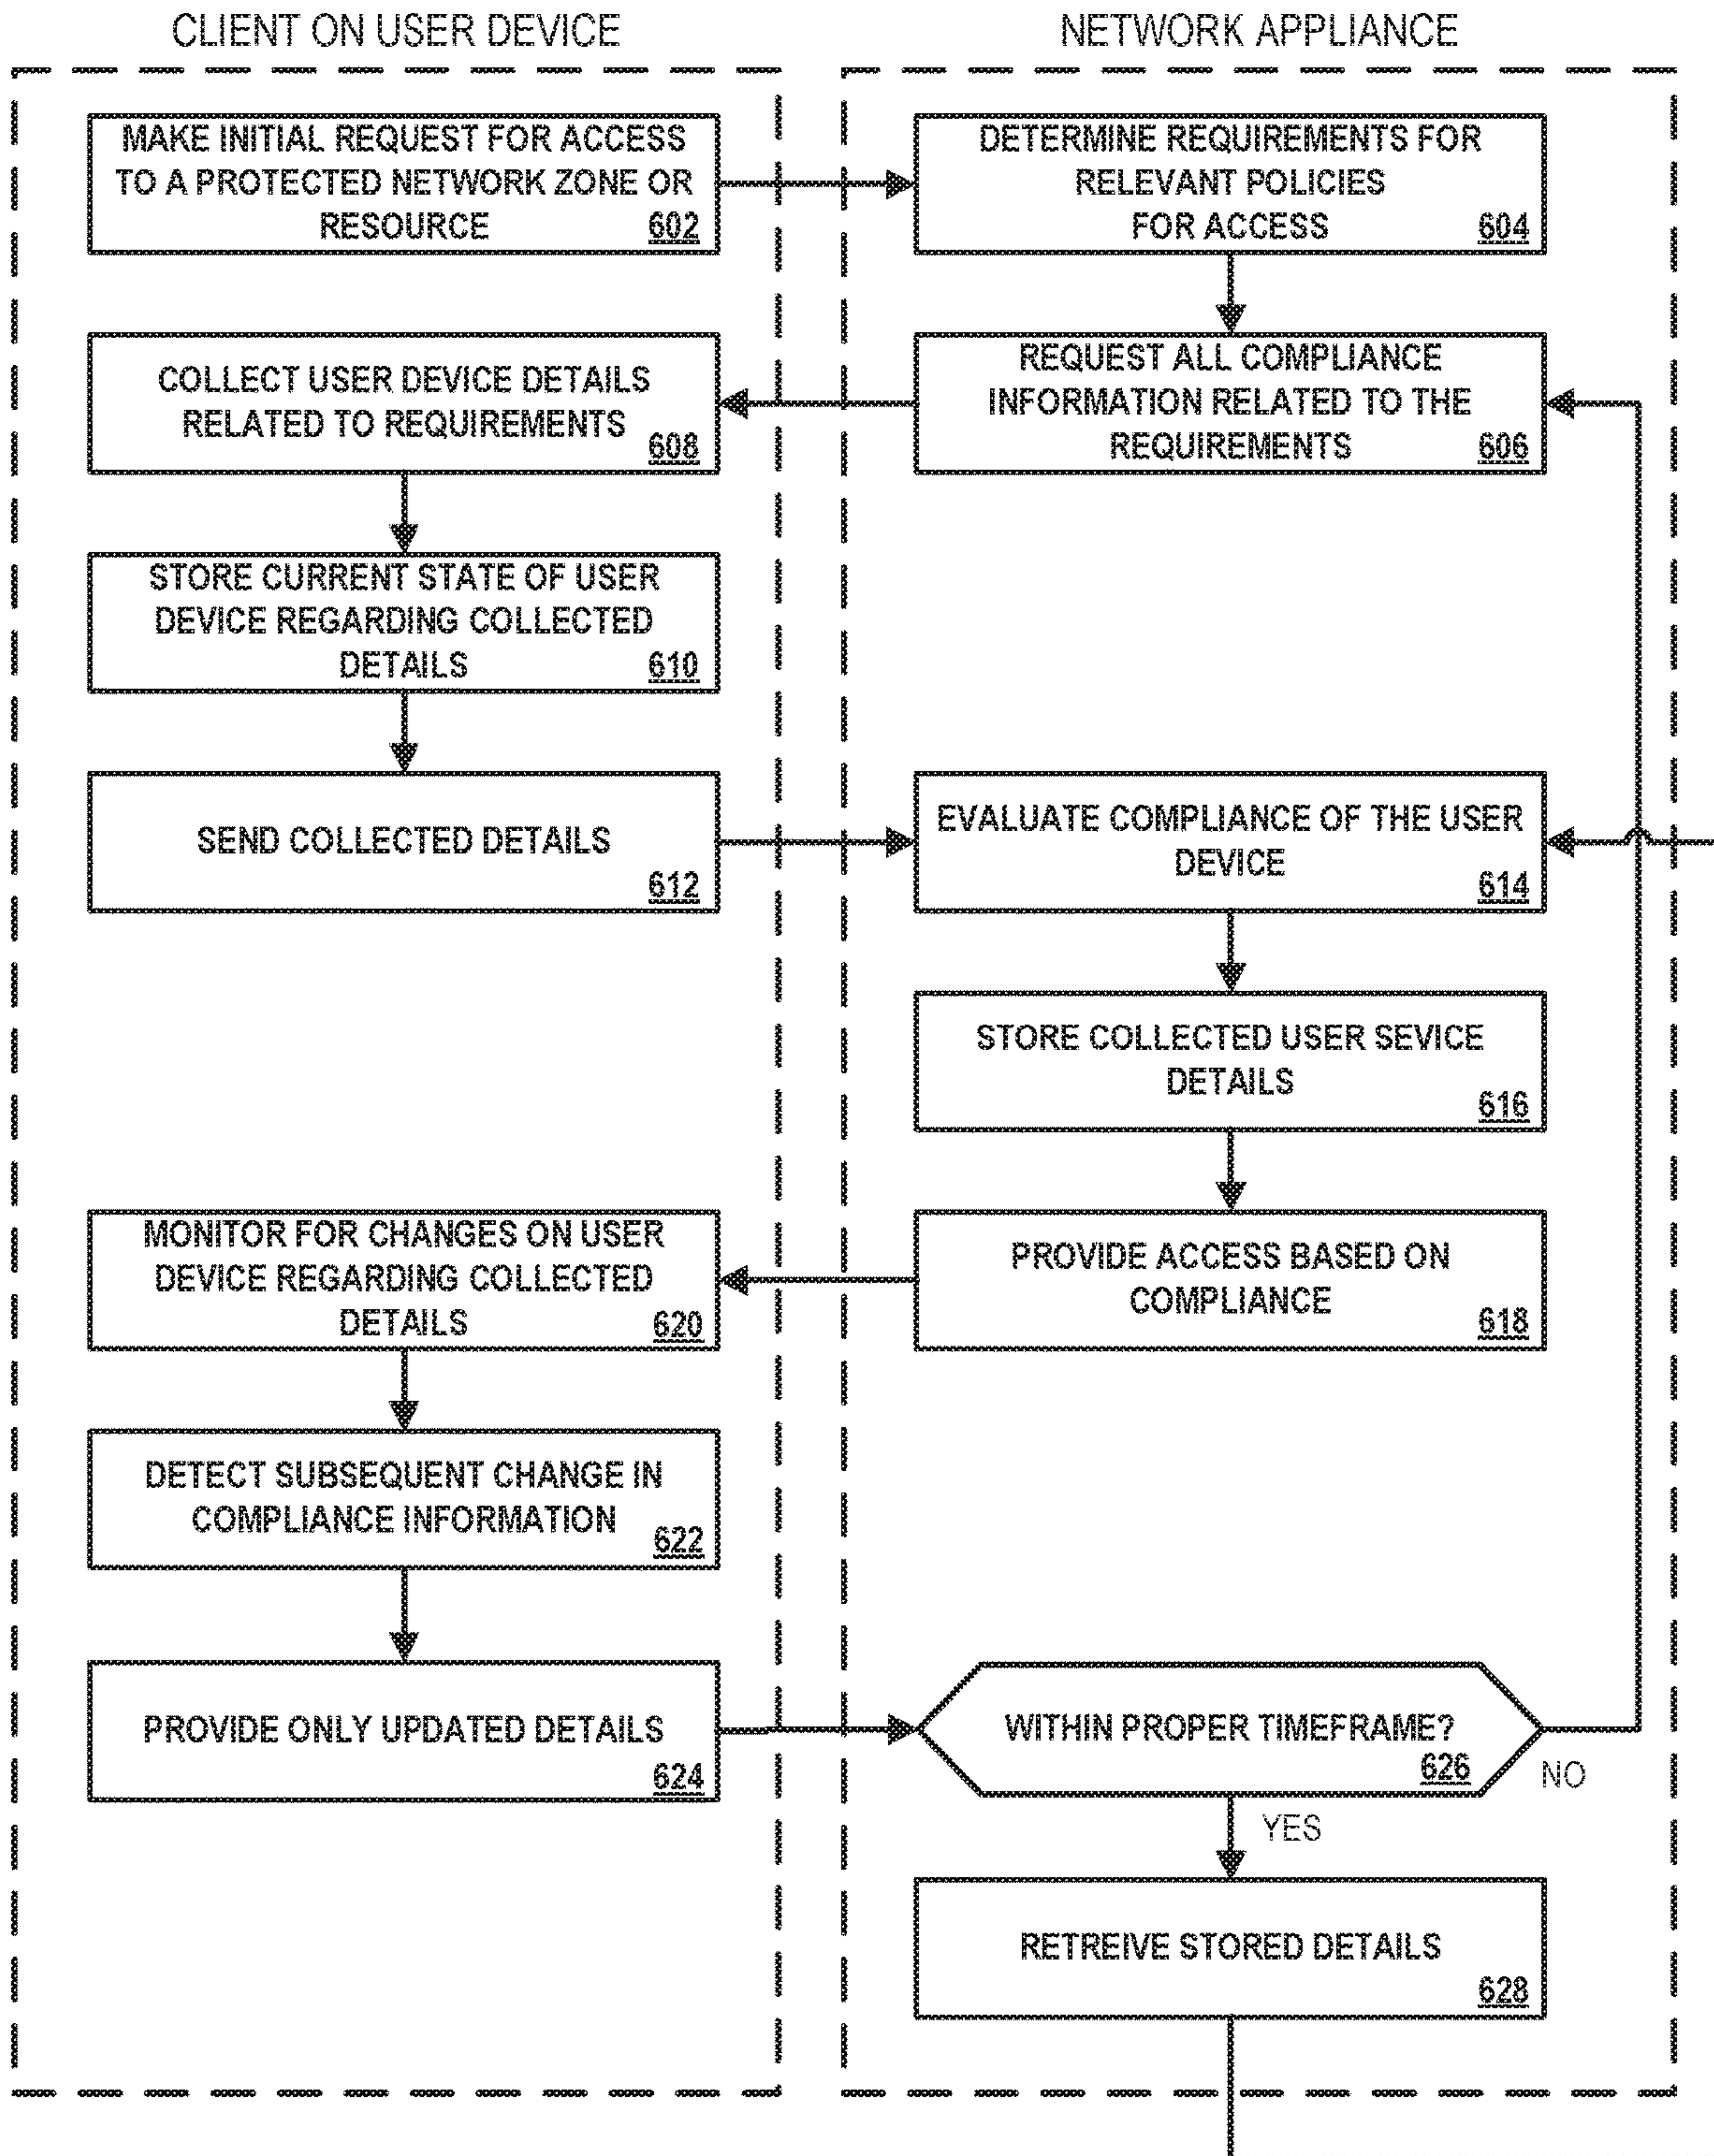 CLIENT ON USER DEVICE
NETWORK APPLIANCE
MAKE INITIAL REQUEST FOR ACCESS
TO A PROTECTED NETWORK ZONE OR
RESOURCE 602
DETERMINE REQUIREMENTS FOR
RELEVANT POLICIES
FOR ACCESS 604
COLLECT USER DEVICE DETAILS
RELATED TO REQUIREMENTS
608
REQUEST ALL COMPLIANCE
INFORMATION RELATED TO THE
REQUIREMENTS 606
STORE CURRENT STATE OF USER
DEVICE REGARDING COLLECTED
DETAILS 610
SEND COLLECTED DETAILS
612
EVALUATE COMPLIANCE OF THE USER
DEVICE
614
STORE COLLECTED USER SEVICE
DETAILS
616
MONITOR FOR CHANGES ON USER
DEVICE REGARDING COLLECTED
DETAILS 620
PROVIDE ACCESS BASED ON
COMPLIANCE
618
DETECT SUBSEQUENT CHANGE IN
COMPLIANCE INFORMATION
622
PROVIDE ONLY UPDATED DETAILS
624
WITHIN PROPER TIMEFRAME?
626
NO
YES
RETREIVE STORED DETAILS
628